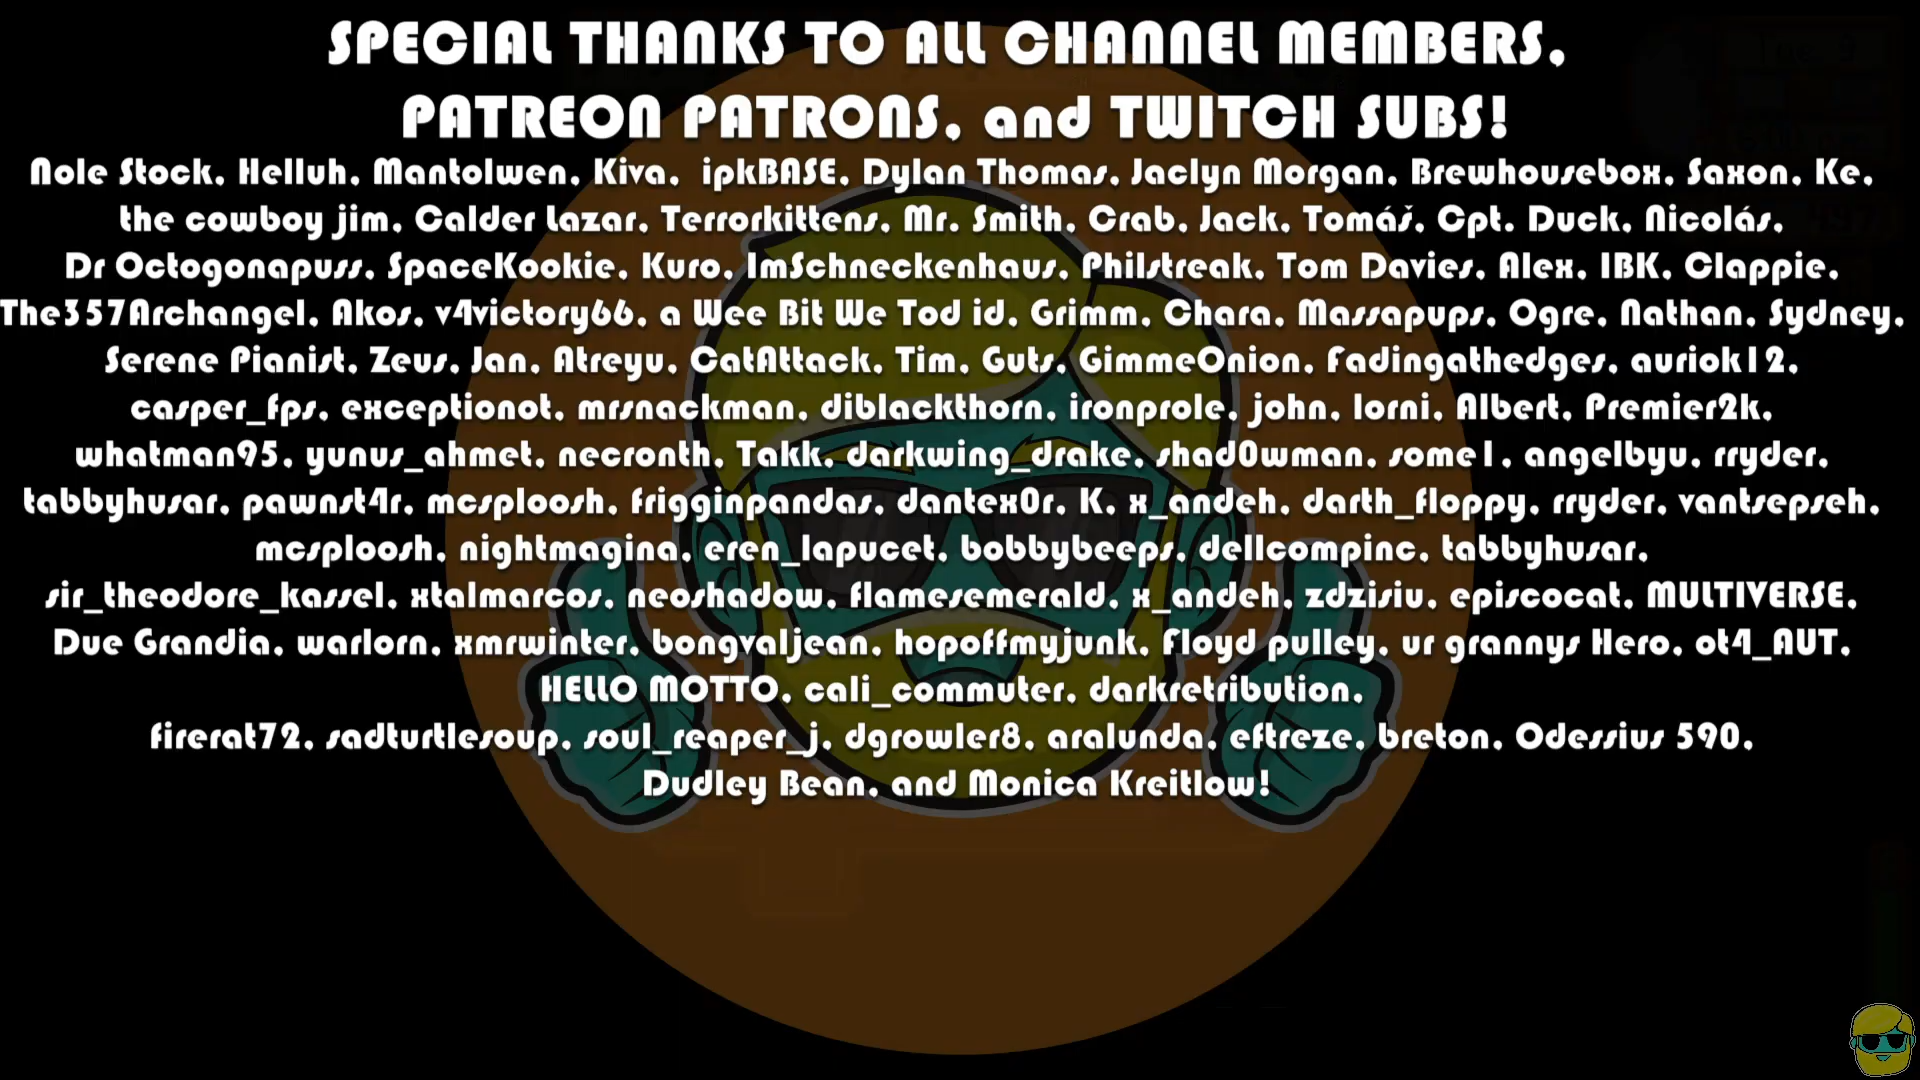 SPECIAL THANKS TO ALL CHANNEL MEMBERS,
PATREON PATRONS, and TWITCH SUBS!
Nole Stock, Helluh, Mantolwen, Kiva, ipkBASE, Dylan Thomas, Jaclyn Morgan, Brewhousebox, Saxon, Ke,
the cowboy jim, Calder Lazar, Terrorkittens, Mr. Smith, Crab, Jack, Tomáš, Cpt. Duck, Nicolás,
Dr Octogonapuss, SpaceKookie, Kuro, ImSchneckenhaus, Philstreak, Tom Davies, Alex, IBK, Clappie,
The357Archangel, Akos, v4victory66, a Wee Bit We Tod id, Grimm, Chara, Massapups, Ogre, Nathan, Sydney,
Serene Pianist, Zeus, Jan, Atreyu, CatAttack, Tim, Guts, GimmeOnion, Fadingathedges, auriok12,
casper_fps, exceptionot, mrsnackman, diblackthorn, ironprole, john, lorni, Albert, Premier2k,
whatman95, yunus_ahmet, necronth, Takk, darkwing_drake, shad0wman, some1, angelbyu, rryder,
tabbyhusar, pawnst4r, mcsploosh, frigginpandas, dantex0r, K, x_andeh, darth_floppy, rryder, vantsepseh,
mcsploosh, nightmagina, eren_lapucet, bobbybeeps, dellcompinc, tabbyhusar,
sir_theodore_kassel, xtalmarcos, neoshadow, flamesemerald, x_andeh, zdzisiu, episcocat, MULTIVERSE,
Due Grandia, warlorn, xmrwinter, bongvaljean, hopoffmyjunk, Floyd pulley, ur grannys Hero, ot4_AUT,
HELLO MOTTO, cali_commuter, darkretribution,
firerat72, sadturtlesoup, soul_reaper_j, dgrowler8, aralunda, eftreze, breton, Odessius 590,
Dudley Bean, and Monica Kreitlow!